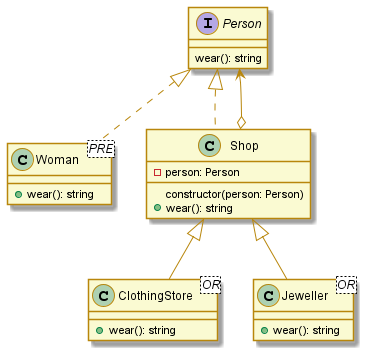 I Person
wear(): string
C Woman PRE
wear(): string
C Shop
person: Person
constructor(person: Person)
wear(): string
C ClothingStore OR
wear(): string
C Jeweller OR
wear(): string